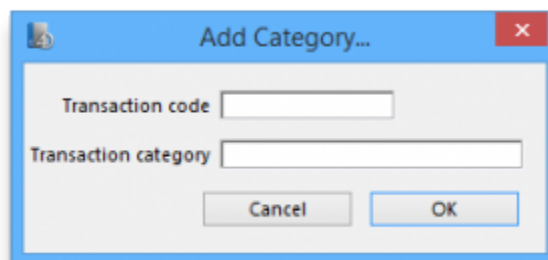 Add Category...
Transaction code
Transaction category
Cancel OK